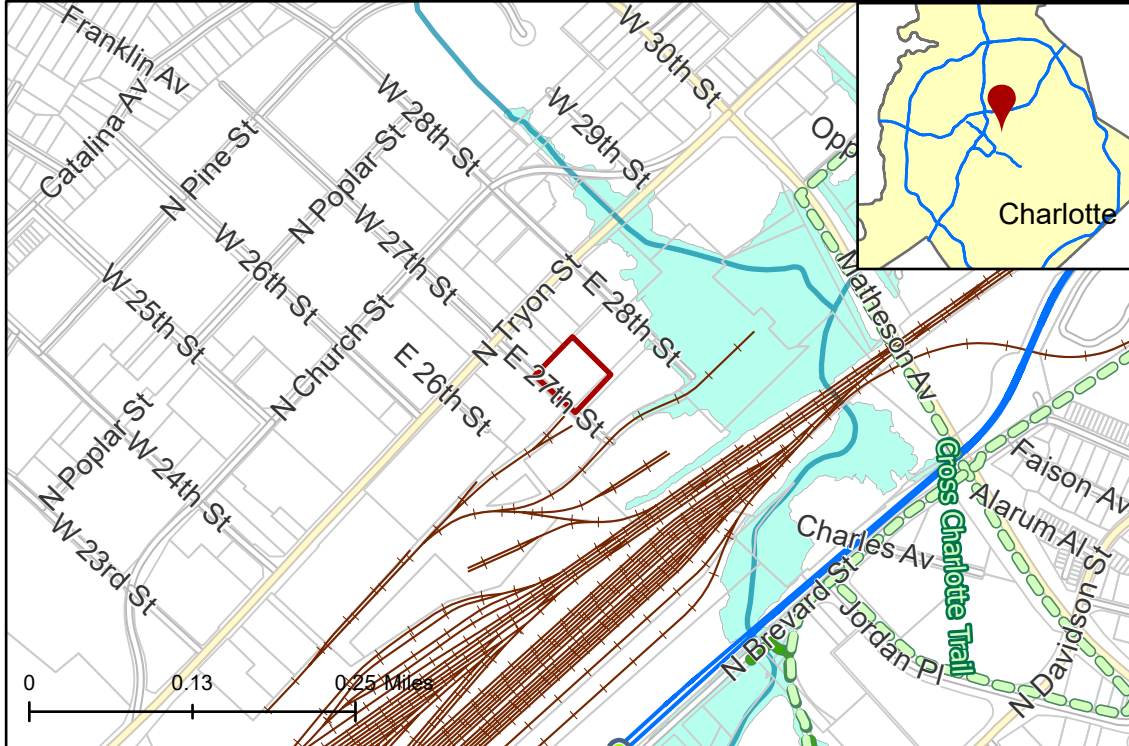 Franklin Av
W 30th St
Catalina Av
W 28th St
W 29th St
Opp
N Pine St
N Poplar St
Charlotte
W 27th St
W 26th St
W 25th St
N Church St
N Tryon St
E 28th St
Matheson Av
E 26th St
E 27th St
N Poplar St
W 24th St
W 23rd St
Cross Charlotte Trail
Faison Av
Alarum Al
Charles Av
N Brevard St
Jordan Pl
N Davidson St
0 0.13 0.25 Miles